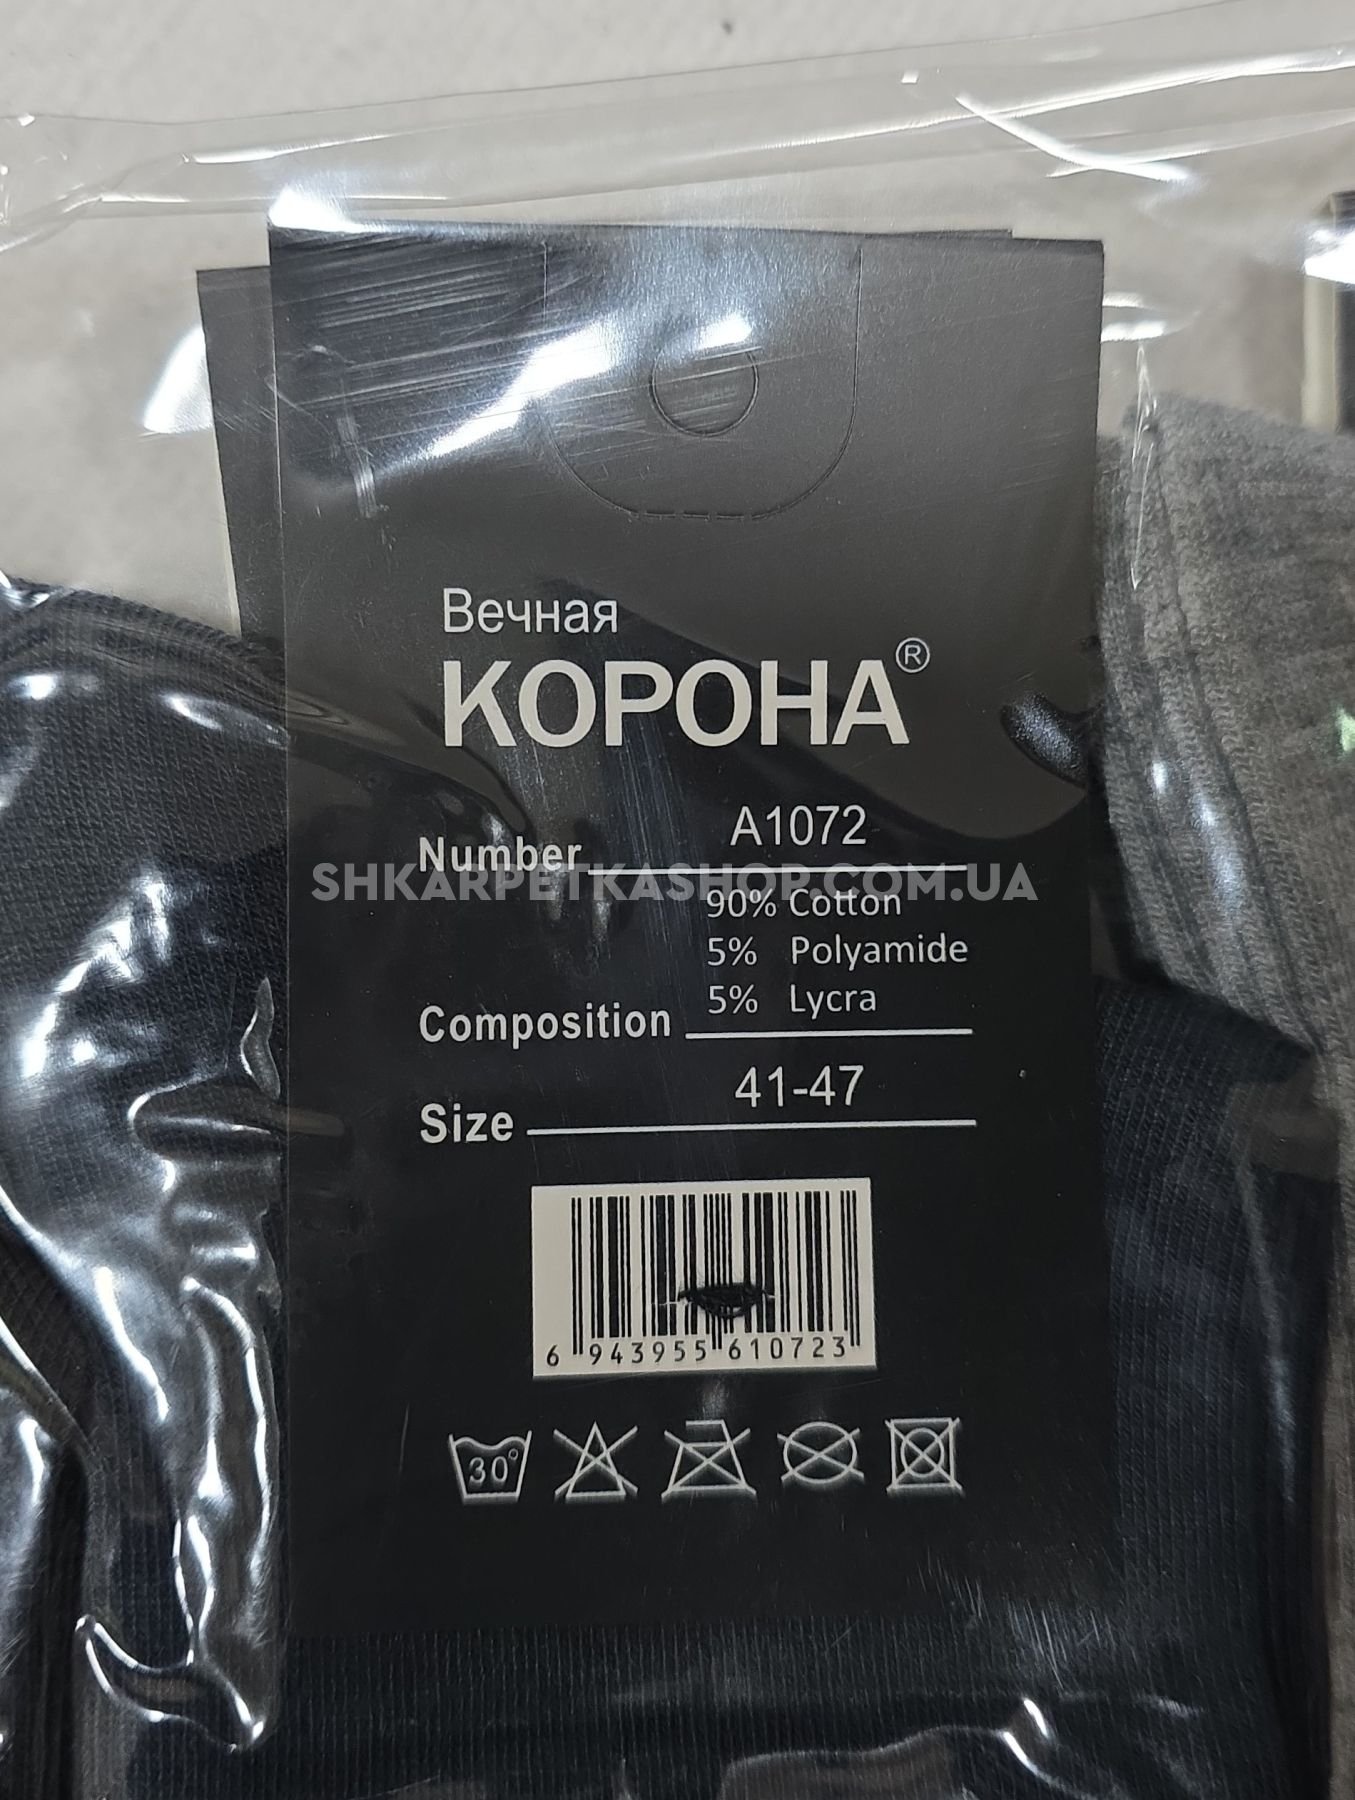 Вечная
КОРОНА®
Number A1072
SHKARPETKASHOP.COM.UA
90% Cotton
5% Polyamide
5% Lycra
Composition
Size 41-47
6 943955 610723
30°